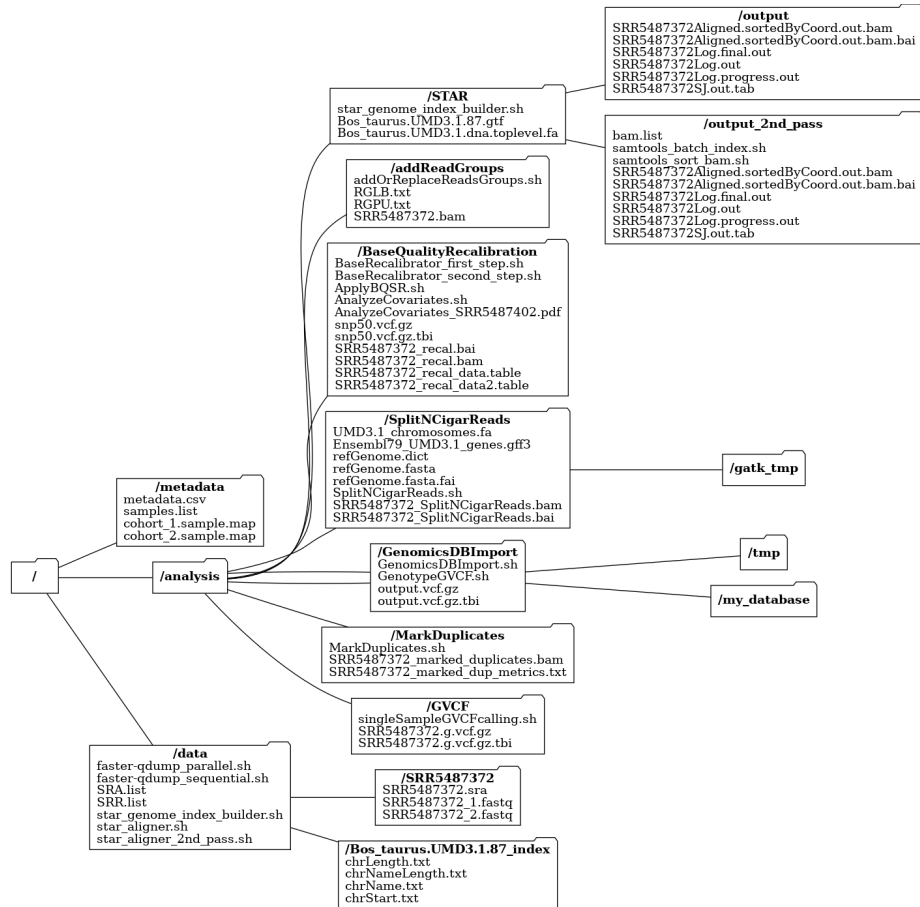 /output
SRR5487372Aligned.sortedByCoord.out.bam
SRR5487372Aligned.sortedByCoord.out.bam.bai
SRR5487372Log.final.out
SRR5487372Log.out
SRR5487372Log.progress.out
SRR5487372SJ.out.tab
/STAR
star_genome_index_builder.sh
Bos_taurus.UMD3.1.87.gtf
Bos_taurus.UMD3.1.dna.toplevel.fa
/output_2nd_pass
bam.list
samtools_batch_index.sh
samtools_sort_bam.sh
SRR5487372Aligned.sortedByCoord.out.bam
SRR5487372Aligned.sortedByCoord.out.bam.bai
SRR5487372Log.final.out
SRR5487372Log.out
SRR5487372Log.progress.out
SRR5487372SJ.out.tab
/addReadGroups
addOrReplaceReadsGroups.sh
RGLB.txt
RGPU.txt
SRR5487372.bam
/BaseQualityRecalibration
BaseRecalibrator_first_step.sh
BaseRecalibrator_second_step.sh
ApplyBQSR.sh
AnalyzeCovariates.sh
AnalyzeCovariates_SRR5487402.pdf
snp50.vcf.gz
snp50.vcf.gz.tbi
SRR5487372_recal.bai
SRR5487372_recal.bam
SRR5487372_recal_data.table
SRR5487372_recal_data2.table
/SplitNCigarReads
UMD3.1_chromosomes.fa
Ensembl79_UMD3.1_genes.gff3
refGenome.dict
refGenome.fasta
refGenome.fasta.fai
SplitNCigarReads.sh
SRR5487372_SplitNCigarReads.bam
SRR5487372_SplitNCigarReads.bai
/gatk_tmp
/metadata
metadata.csv
samples.list
cohort_1.sample.map
cohort_2.sample.map
/
/analysis
/GenomicsDBImport
GenomicsDBImport.sh
GenotypeGVCF.sh
output.vcf.gz
output.vcf.gz.tbi
/tmp
/my_database
/MarkDuplicates
MarkDuplicates.sh
SRR5487372_marked_duplicates.bam
SRR5487372_marked_dup_metrics.txt
/GVCF
singleSampleGVCFcalling.sh
SRR5487372.g.vcf.gz
SRR5487372.g.vcf.gz.tbi
/data
faster-qdump_parallel.sh
faster-qdump_sequential.sh
SRA.list
SRR.list
star_genome_index_builder.sh
star_aligner.sh
star_aligner_2nd_pass.sh
/SRR5487372
SRR5487372.sra
SRR5487372_1.fastq
SRR5487372_2.fastq
/Bos_taurus.UMD3.1.87_index
chrLength.txt
chrNameLength.txt
chrName.txt
chrStart.txt